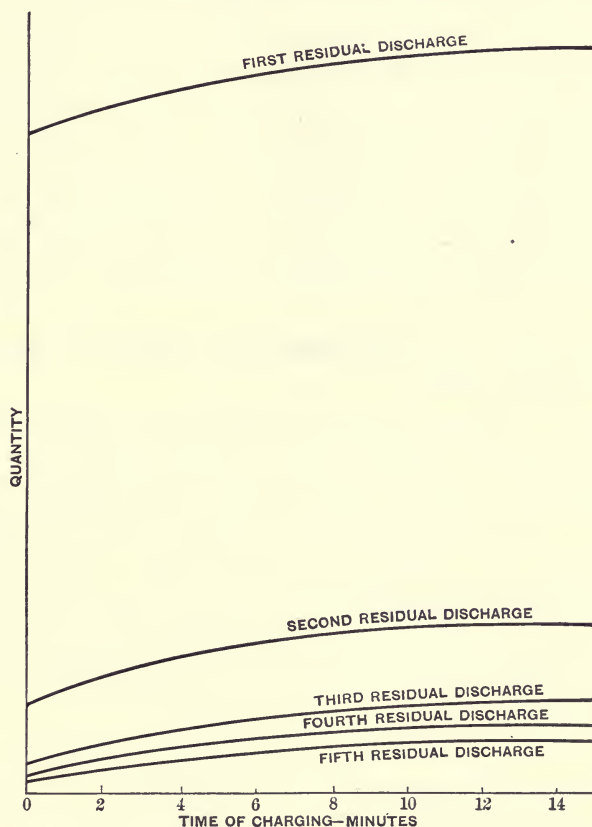 FIRST RESIDUAL DISCHARGE
QUANTITY
SECOND RESIDUAL DISCHARGE
THIRD RESIDUAL DISCHARGE
FOURTH RESIDUAL DISCHARGE
FIFTH RESIDUAL DISCHARGE
0 2 4 6 8 10 12 14
TIME OF CHARGING—MINUTES